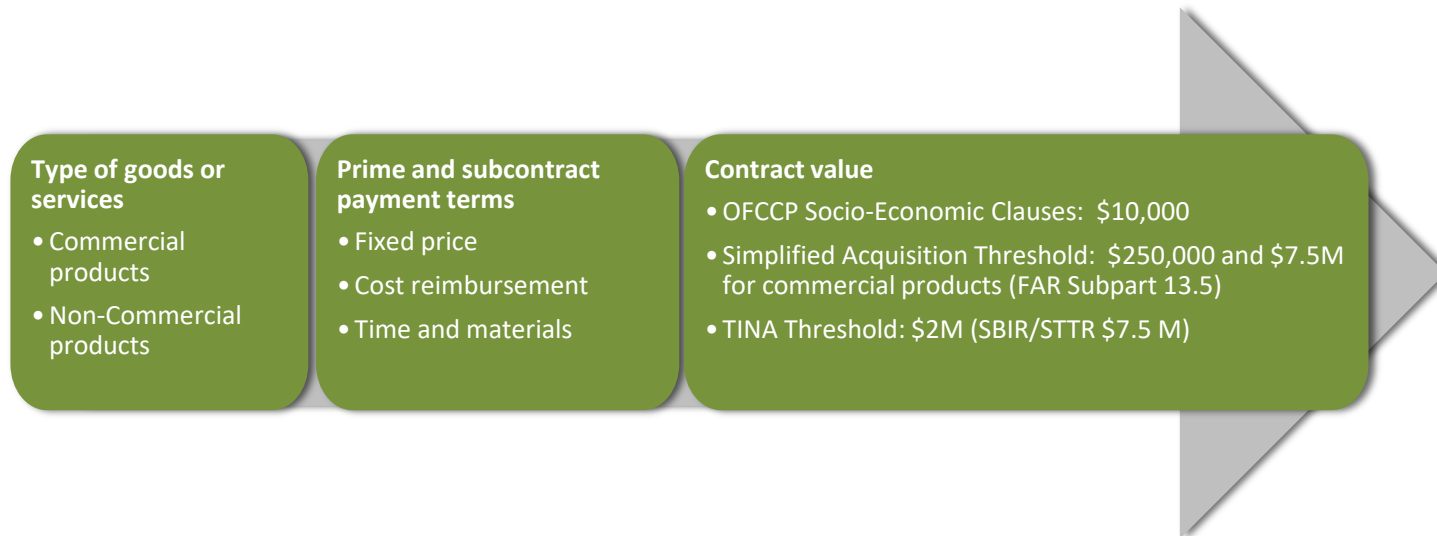 Type of goods or
services
• Commercial
products
• Non-Commercial
products
Prime and subcontract
payment terms
• Fixed price
• Cost reimbursement
• Time and materials
Contract value
• OFCCP Socio-Economic Clauses:  $10,000
• Simplified Acquisition Threshold:  $250,000 and $7.5M
for commercial products (FAR Subpart 13.5)
• TINA Threshold: $2M (SBIR/STTR $7.5 M)